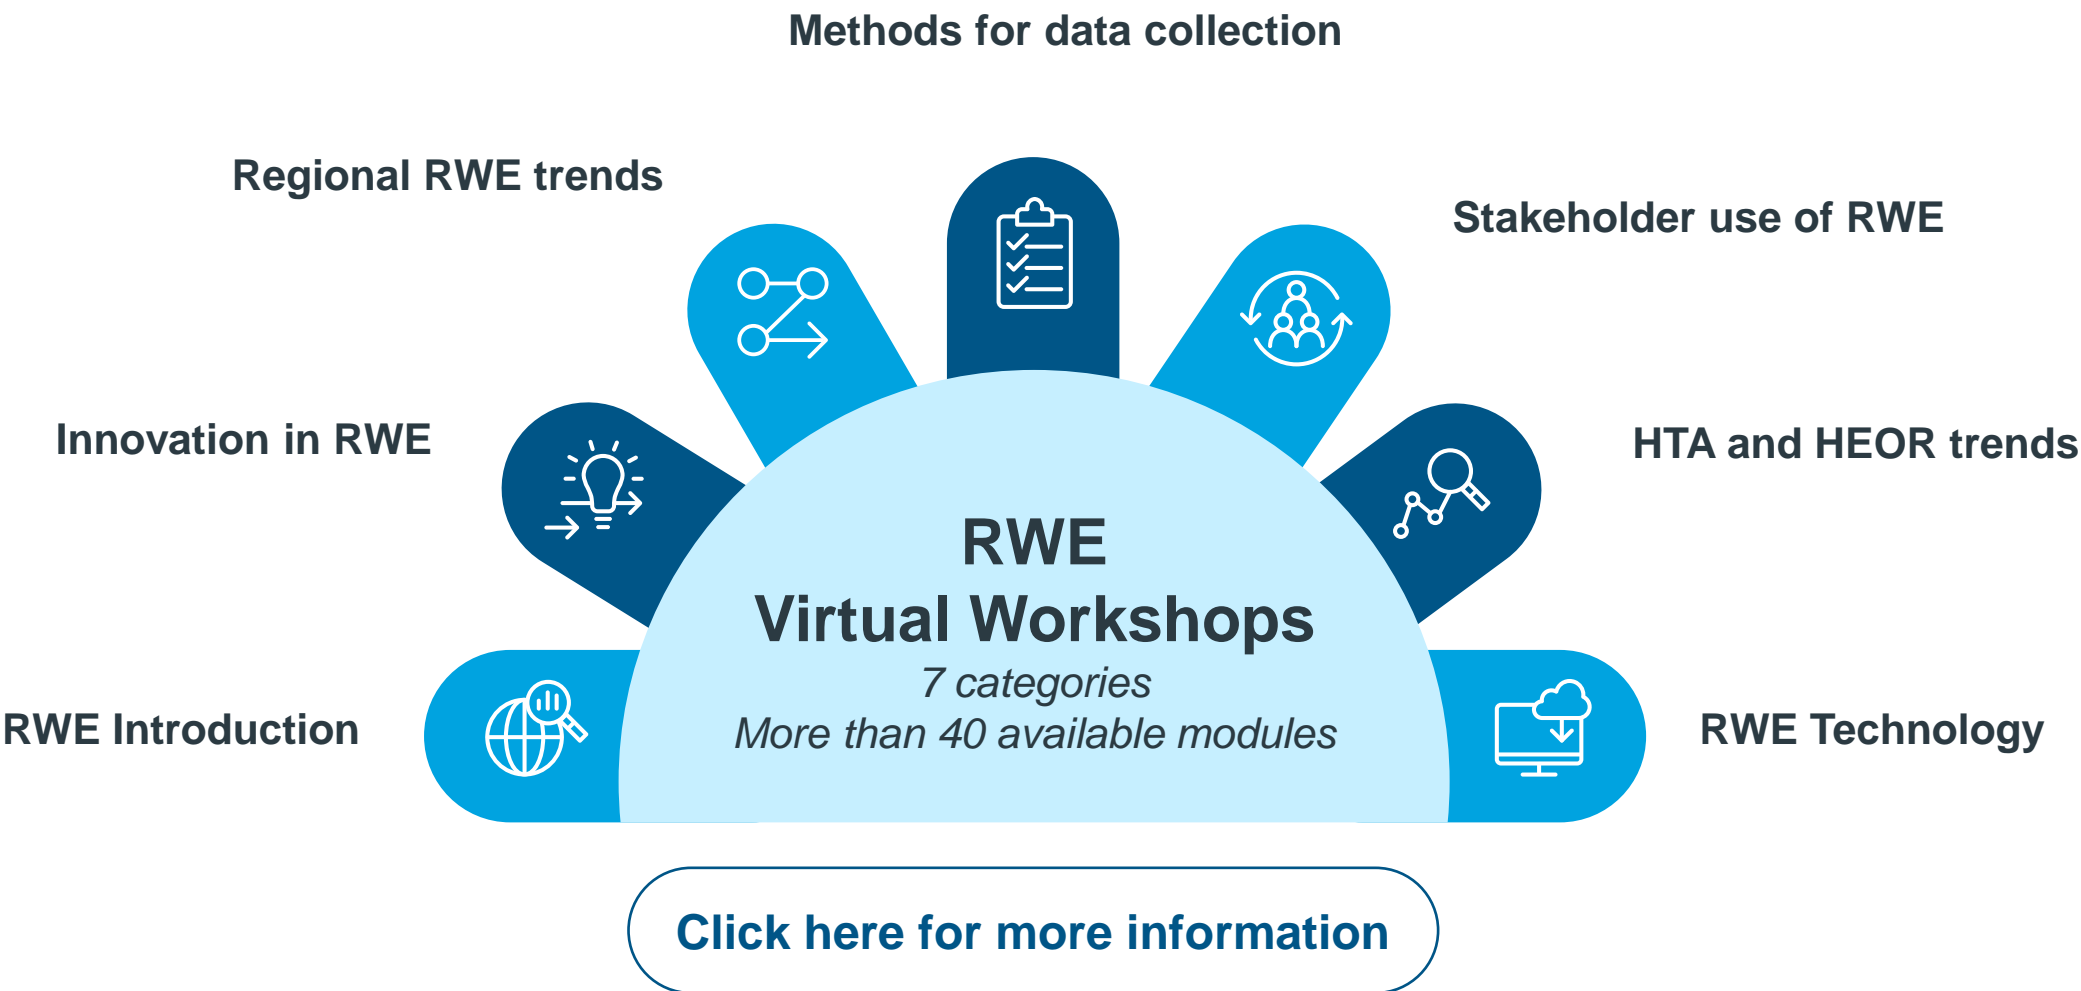 Methods for data collection
Regional RWE trends
Stakeholder use of RWE
Innovation in RWE
HTA and HEOR trends
RWE
Virtual Workshops
7 categories
More than 40 available modules
RWE Introduction
RWE Technology
Click here for more information